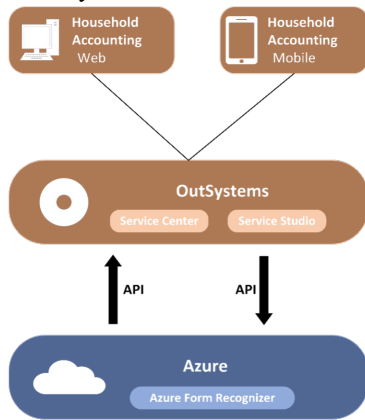 Household
Accounting
Web
Household
Accounting
Mobile
OutSystems
Service Center
Service Studio
API
API
Azure
Azure Form Recognizer